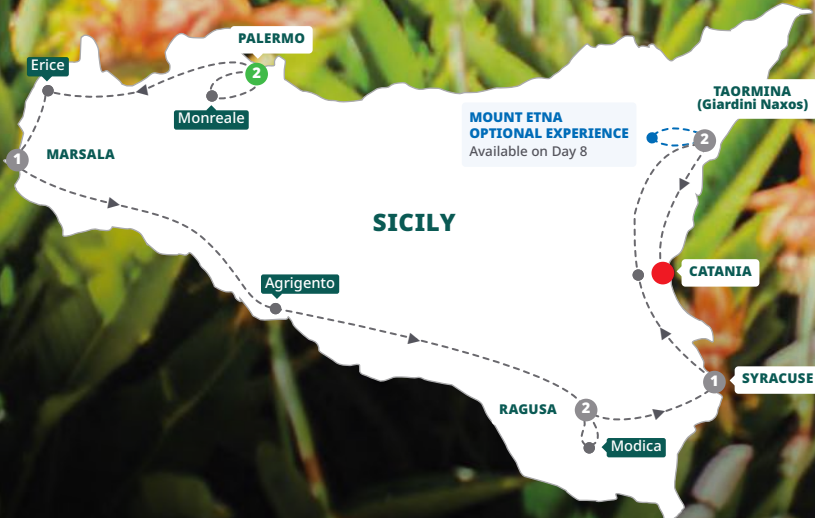 PALERMO
2
Erice
Monreale
1
MARSALA
MOUNT ETNA
OPTIONAL EXPERIENCE
Available on Day 8
TAORMINA
(Giardini Naxos)
2
SICILY
Agrigento
CATANIA
RAGUSA
2
Modica
1
SYRACUSE